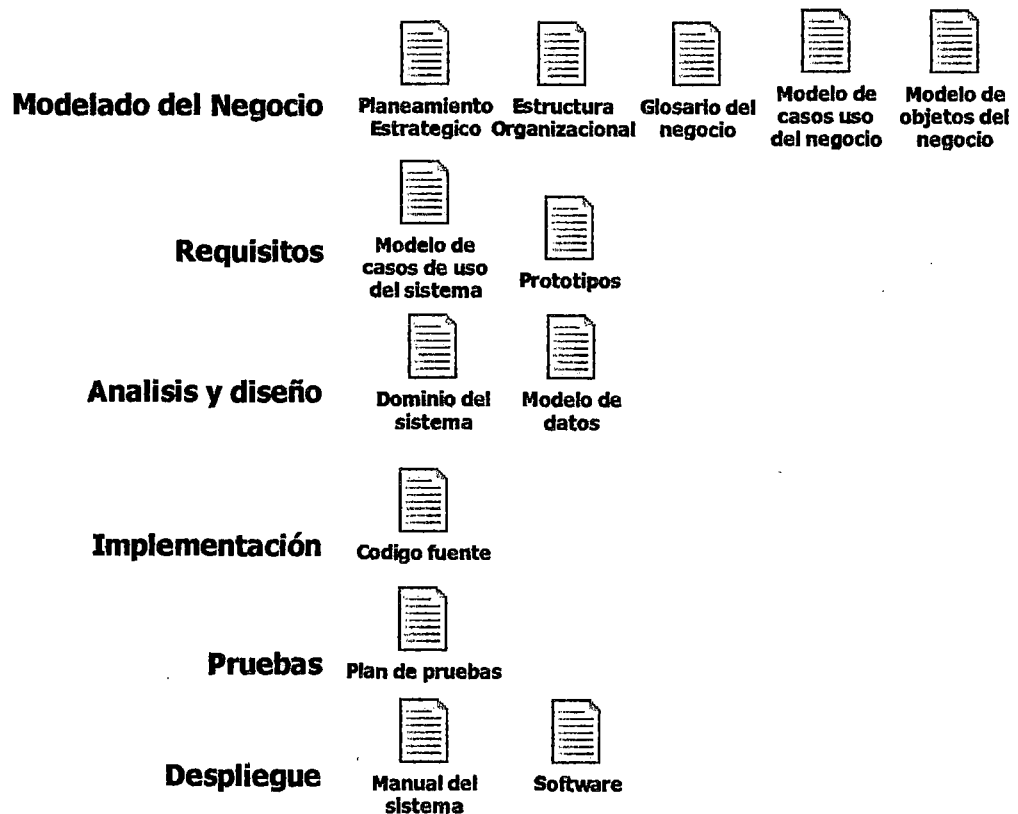 Modelado del Negocio
Planeamiento
Estrategico
Estructura
Organizacional
Glosario del
negocio
Modelo de
casos uso
del negocio
Modelo de
objetos del
negocio
Requisitos
Modelo de
casos de uso
del sistema
Prototipos
Analisis y diseño
Dominio del
sistema
Modelo de
datos
Implementación
Codigo fuente
Pruebas
Plan de pruebas
Despliegue
Manual del
sistema
Software